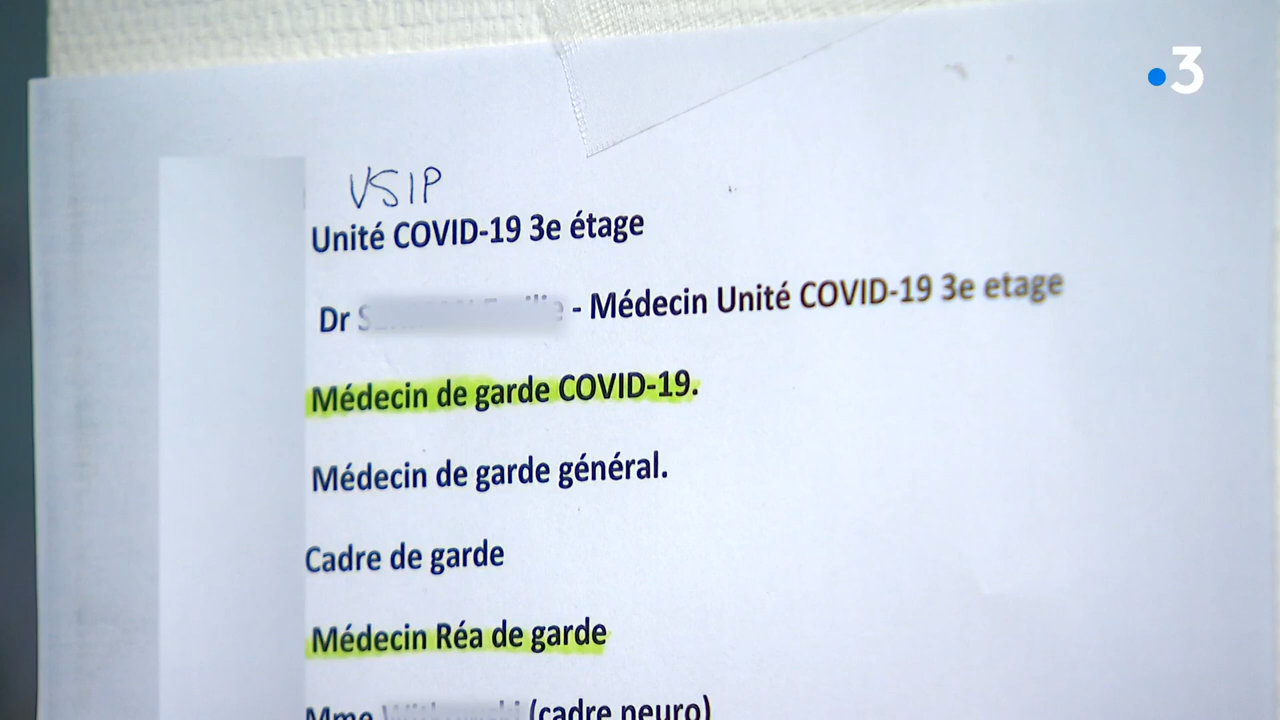 3
VSIP
Unité COVID-19 3e étage
Dr - Médecin Unité COVID-19 3e etage
Médecin de garde COVID-19.
Médecin de garde général.
Cadre de garde
Médecin Réa de garde
Mme (cadre neuro)